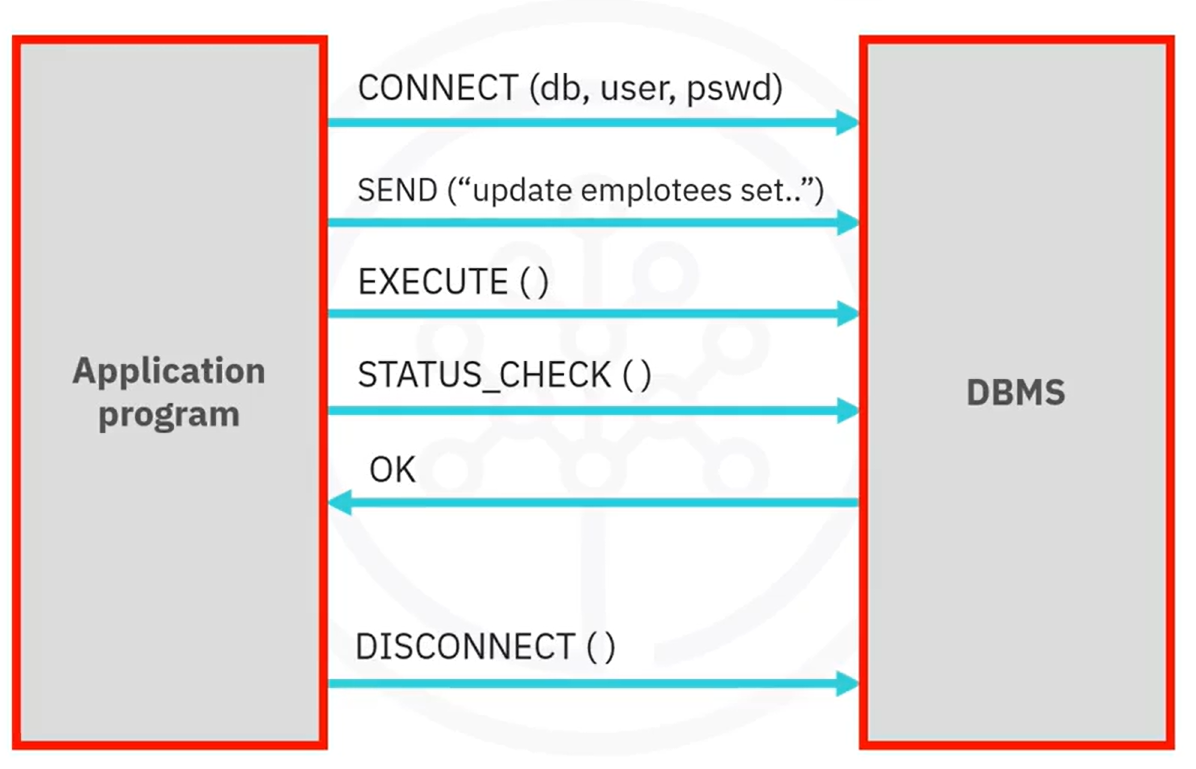 CONNECT (db, user, pswd)
SEND (“update emplotees set..”)
EXECUTE ( )
STATUS_CHECK ( )
OK
DISCONNECT ( )
Application
program
DBMS